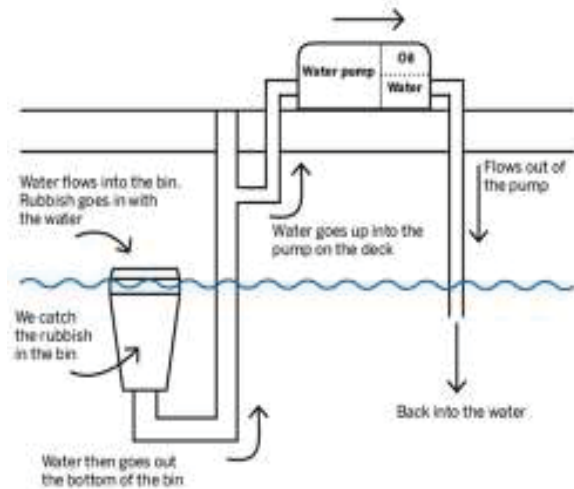 Water pump
Oil
Water
Flows out of
the pump
Water flows into the bin.
Rubbish goes in with
the water
Water goes up into the
pump on the deck
We catch
the rubbish
in the bin
Back into the water
Water then goes out
the bottom of the bin